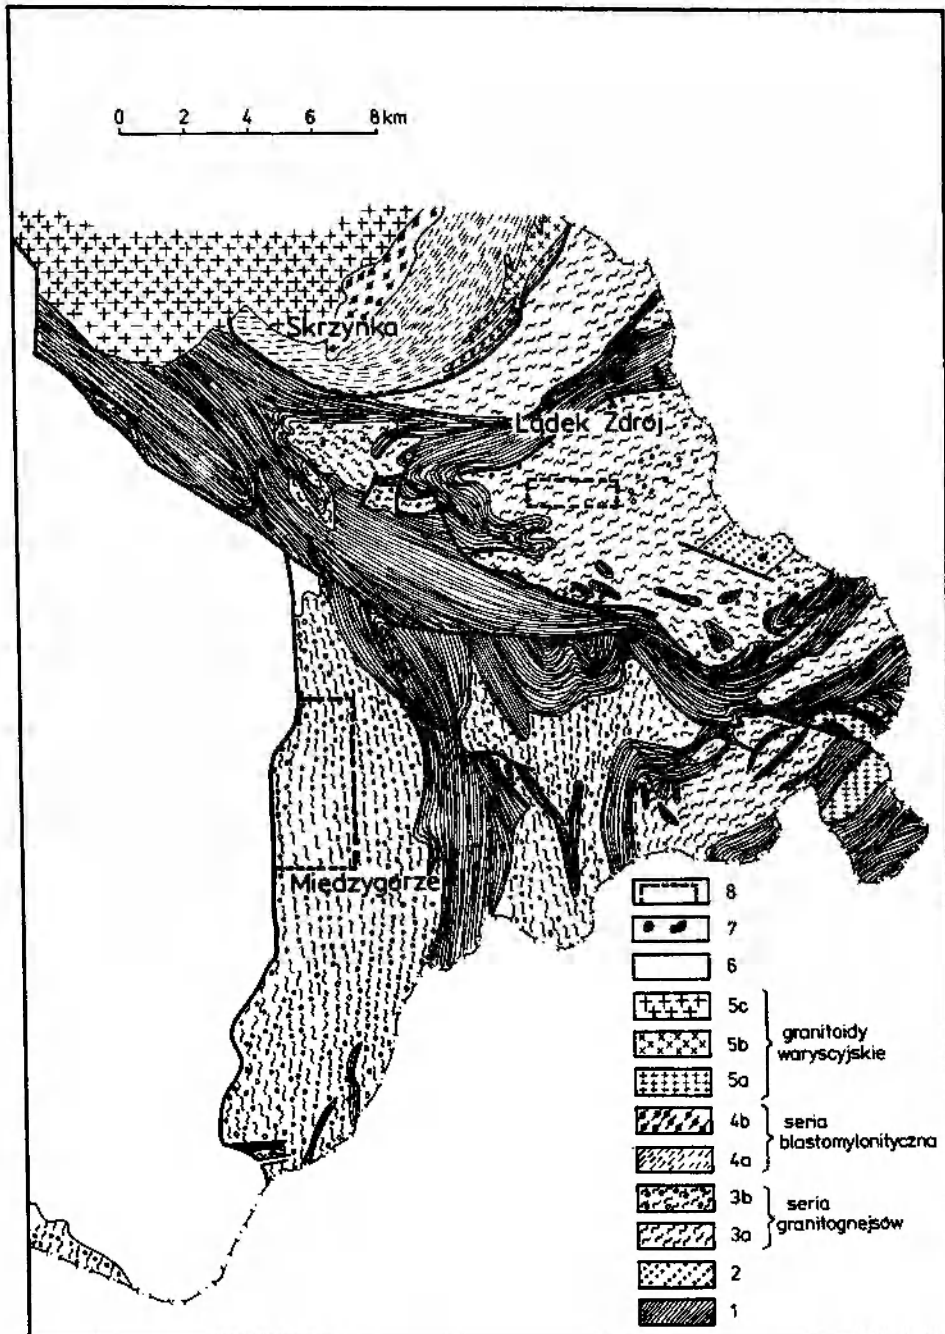 0 2 4 6 8 km
Skrzyńka
Lądek Zdrój
Międzygórze
8
7
6
5c
5b
5a
granitoidy
waryscyjskie
4b
4a
seria
blastomylonityczna
3b
3a
seria
granitognejsów
2
1